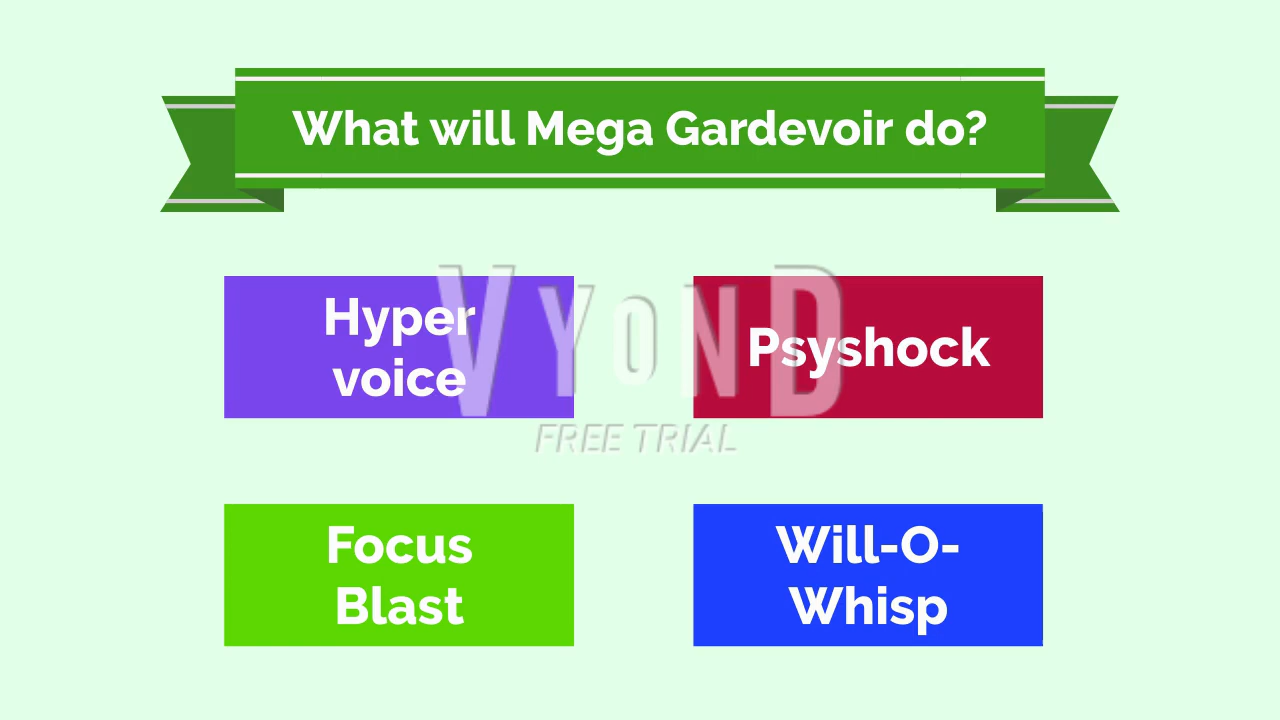 What will Mega Gardevoir do?
Hyper
voice
Psyshock
VYOND
FREE TRIAL
Focus
Blast
Will-O-
Whisp